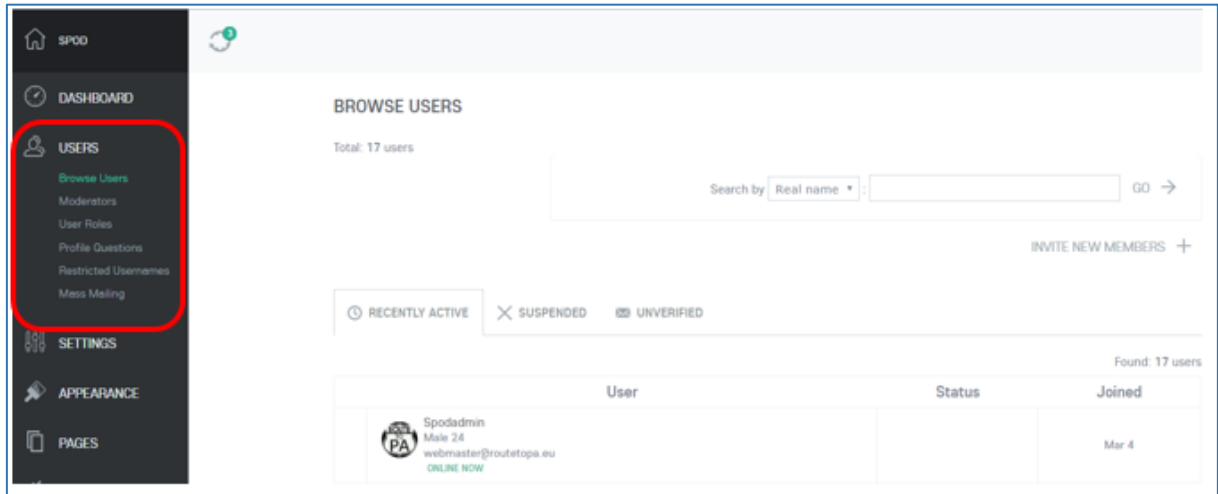 SPOD
3
DASHBOARD
USERS
Browse Users
Moderators
User Roles
Profile Questions
Restricted Usernames
Mass Mailing
SETTINGS
APPEARANCE
PAGES
BROWSE USERS
Total: 17 users
Search by Real name :
GO
INVITE NEW MEMBERS
RECENTLY ACTIVE SUSPENDED UNVERIFIED
Found: 17 users
User Status Joined
Spodadmin
Male 24
webmaster@routetopa.eu
ONLINE NOW
PA
Mar 4